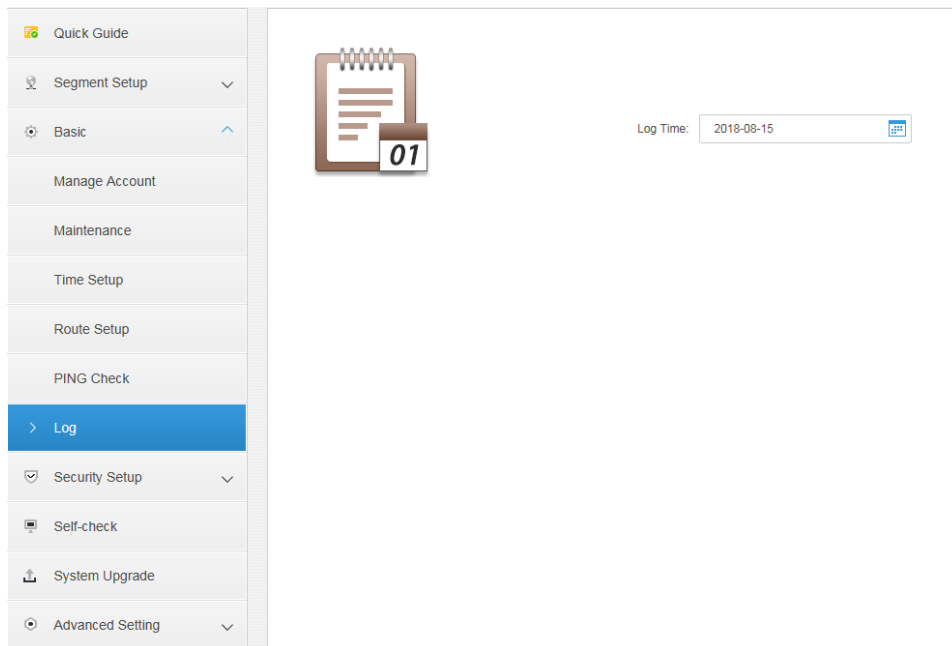 Quick Guide
Segment Setup
Basic
Manage Account
Maintenance
Time Setup
Route Setup
PING Check
Log
Security Setup
Self-check
System Upgrade
Advanced Setting
01
Log Time: 2018-08-15